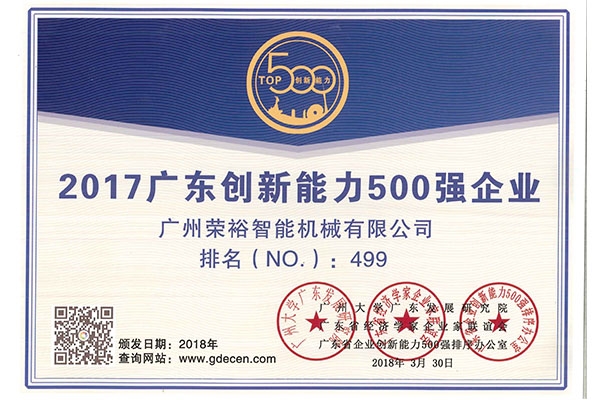 500
TOP 创新能力
2017广东创新能力500强企业
广州荣裕智能机械有限公司
排名（NO.）：499
广州大学广东发展研究院
广东省经济学家企业家联谊会
广东省企业创新能力500强排序办公室
2018年 3月 30日
颁发日期：2018年
查询网站：www.gdecen.com